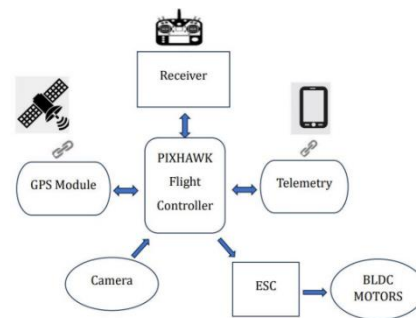 Receiver
PIXHAWK
Flight
Controller
GPS Module
Telemetry
Camera
ESC
BLDC
MOTORS